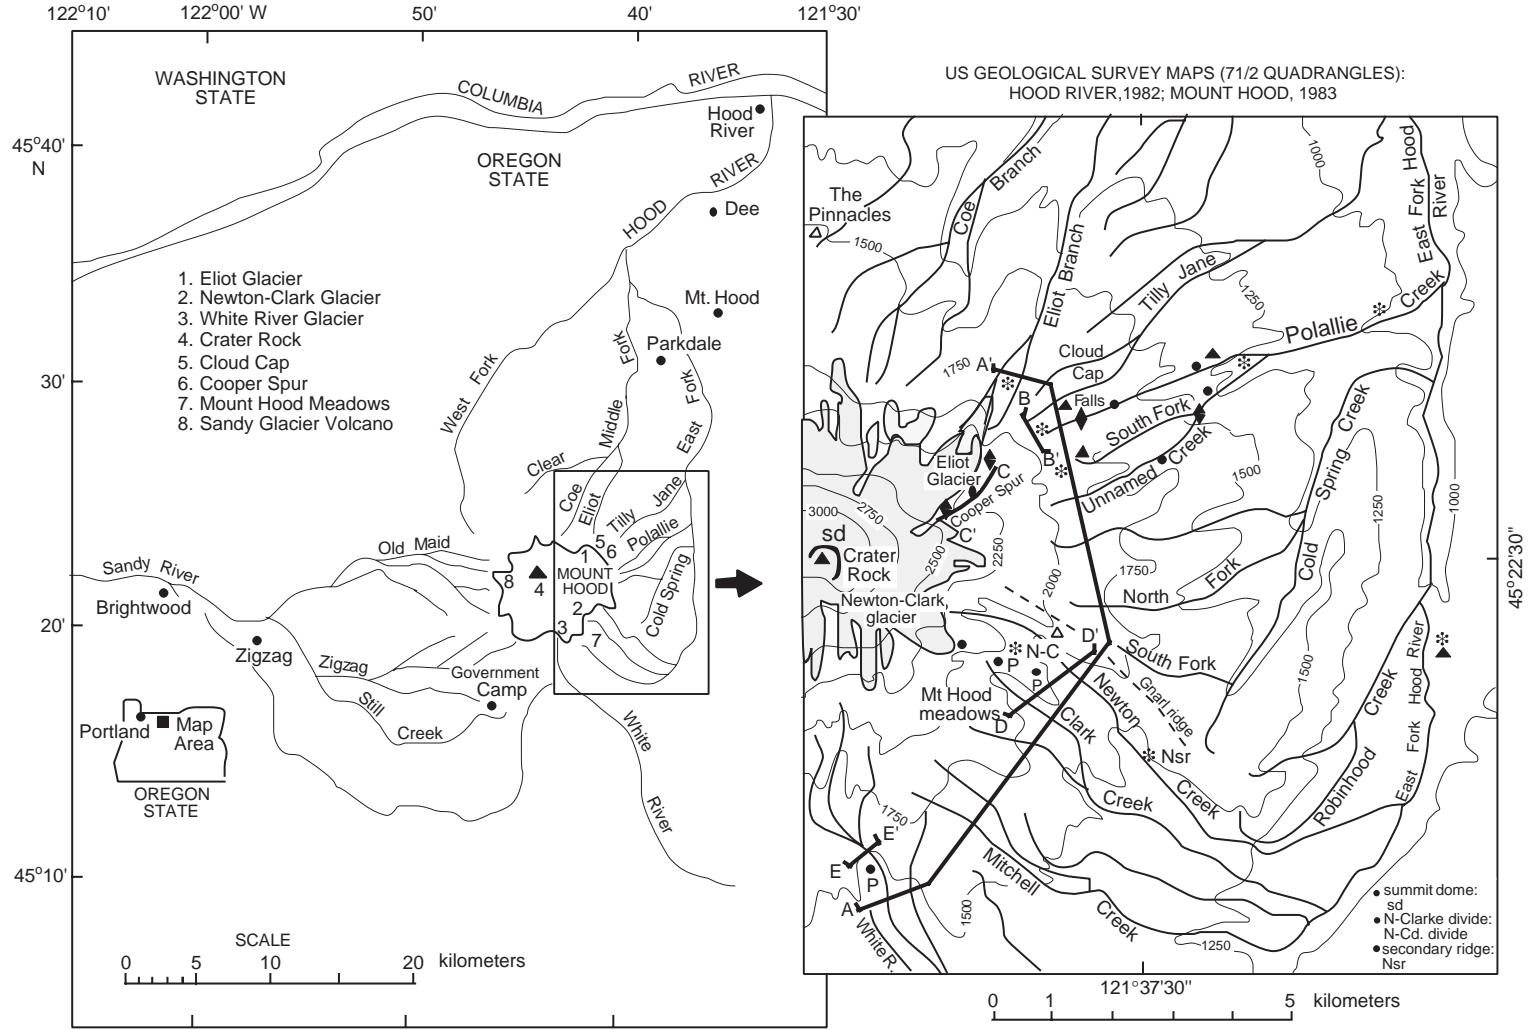 122°10'
122°00' W
50'
40'
121°30'
WASHINGTON
STATE
COLUMBIA
RIVER
Hood
River
45°40'
N
OREGON
STATE
RIVER
HOOD
Dee
1. Eliot Glacier
2. Newton-Clark Glacier
3. White River Glacier
4. Crater Rock
5. Cloud Cap
6. Cooper Spur
7. Mount Hood Meadows
8. Sandy Glacier Volcano
Mt. Hood
Parkdale
30'
West Fork
Middle Fork
East Fork
Clear
Coe
Eliot
Tilly Jane
Polallie
Cold Spring
Old Maid
Sandy River
Brightwood
8
4
1
5
6
MOUNT
HOOD
2
3
7
20'
Zigzag
Zigzag
Still
Creek
Government
Camp
Portland
Map
Area
OREGON
STATE
White
River
45°10'
SCALE
0 5 10 20 kilometers
US GEOLOGICAL SURVEY MAPS (71/2 QUADRANGLES):
HOOD RIVER,1982; MOUNT HOOD, 1983
The
Pinnacles
1500
Coe Branch
Eliot Branch
Tilly Jane
1000
East Fork Hood
River
1250
Polallie Creek
1750
A'
Cloud
Cap
B
Falls
B'
South Fork
Unnamed Creek
1500
Eliot
Glacier
C
Cooper Spur
C'
3000
2750
2500
2250
2000
1750
sd
Crater
Rock
Newton-Clark
glacier
North Fork
Cold Spring Creek
1250
1000
45°22'30"
N-C
D'
P
P
South Fork
Gnarl ridge
Mt Hood
meadows
D
Clark
Creek
Newton
Creek
Nsr
1500
Robinhood Creek
East Fork Hood River
1750
E'
E
P
A
White R.
Mitchell
Creek
1500
1250
summit dome:
sd
N-Clarke divide:
N-Cd. divide
secondary ridge:
Nsr
121°37'30"
0 1 5 kilometers